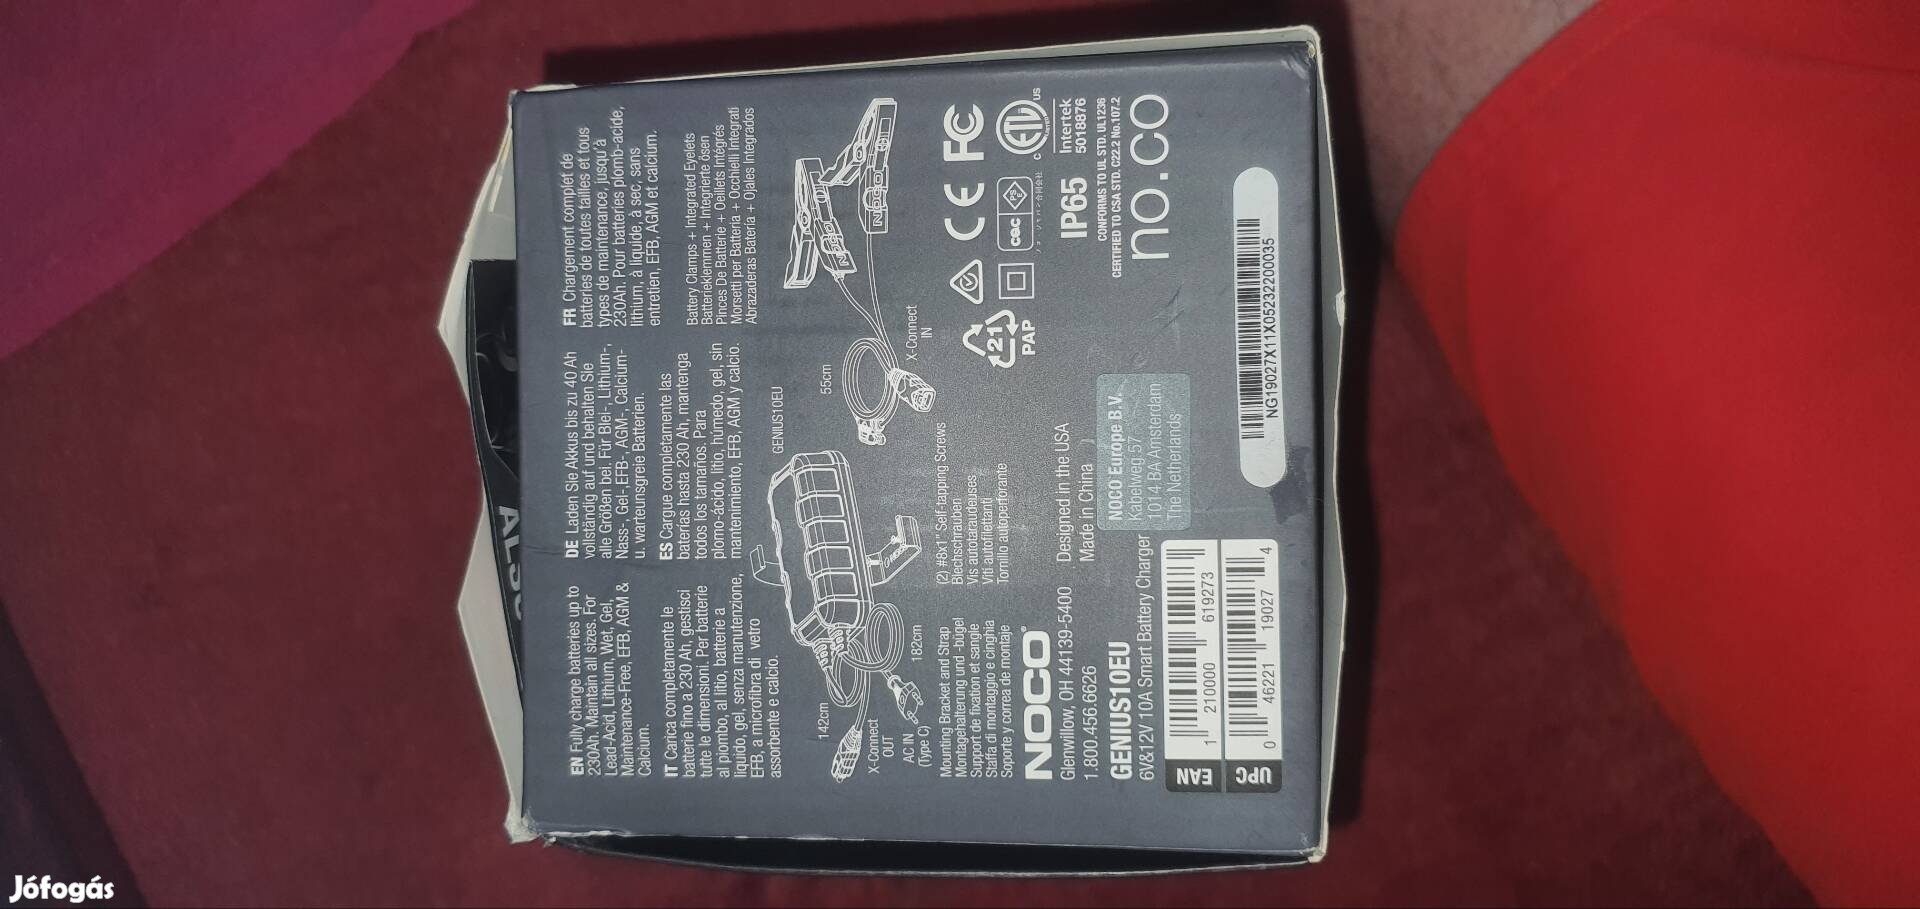 EN Fully charge batteries up to
230Ah. Maintain all sizes. For
Lead-Acid, Lithium, Wet, Gel,
Maintenance-Free, EFB, AGM &
Calcium.
DE Laden Sie Akkus bis zu 40 Ah
vollständig auf und behalten Sie
alle Größen bei. Für Blei-, Lithium-,
Nass-, Gel-,EFB-, AGM-, Calcium-
u. wartungsfreie Batterien.
FR Chargement complet de
batteries de toutes tailles et tous
types de maintenance, jusqu'à
230Ah. Pour batteries plomb-acide,
lithium, à liquide, à sec, sans
entretien, EFB, AGM et calcium.
IT Carica completamente le
batterie fino a 230 Ah, gestisci
tutte le dimensioni. Per batterie
al piombo, al litio, batterie a
liquido, gel, senza manutenzione,
EFB, a microfibra di vetro
assorbente e calcio.
ES Cargue completamente las
baterías hasta 230 Ah, mantenga
todos los tamaños. Para
plomo-ácido, litio, húmedo, gel, sin
mantenimiento, EFB, AGM y calcio.
Battery Clamps + Integrated Eyelets
Batterieklemmen + Integrierte ösen
Pinces De Batterie + Oeillets Intégrés
Morsetti per Batteria + Occhielli Integrati
Abrazaderas Batería + Ojales Integrados
GENIUS10EU
142cm
X-Connect
OUT
AC IN
(Type C)
182cm
55cm
X-Connect
IN
NOCO
NOCO
Mounting Bracket and Strap
Montagehalterung und -bügel
Support de fixation et sangle
Staffa di montaggio e cinghia
Soporte y correa de montaje
(2) #8x1" Self-tapping Screws
Blechschrauben
Vis autotaraudeuses
Viti autofilettanti
Tornillo autoperforante
NOCO
Glenwillow, OH 44139-5400
1.800.456.6626
Designed in the USA
Made in China
GENIUS10EU
6V&12V 10A Smart Battery Charger
NOCO Europe B.V.
Kabelweg 57
1014 BA Amsterdam
The Netherlands
EAN
1 210000 619273
UPC
0 46221 19027 4
21
PAP
CE
FC
cec
PS
E
C ETL US
LISTED
Intertek
5018876
IP65
CONFORMS TO UL STD. UL1236
CERTIFIED TO CSA STD. C22.2 No.107.2
no.co
NG19027X11X05232200035
Jófogás